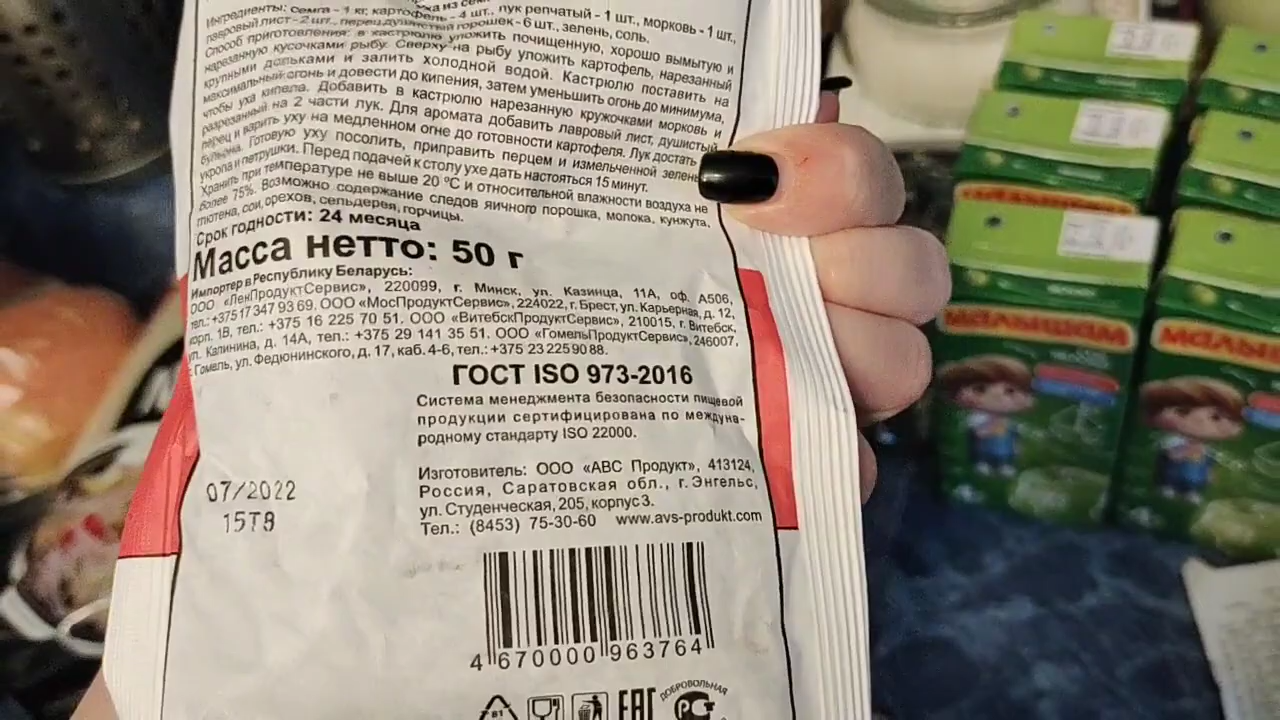 Ингредиенты: семга - 1 кг, картофель - 4 шт., лук репчатый - 1 шт., морковь - 1 шт.,
лавровый лист - 2 шт., перец душистый горошек - 6 шт., зелень, соль.
Способ приготовления: в кастрюлю уложить почищенную, хорошо вымытую и
нарезанную кусочками рыбу. Сверху на рыбу уложить картофель, нарезанный
крупными дольками и залить холодной водой. Кастрюлю поставить на
максимальный огонь и довести до кипения, затем уменьшить огонь до минимума,
чтобы уха кипела. Добавить в кастрюлю нарезанную кружочками морковь и
разрезанный на 2 части лук. Для аромата добавить лавровый лист, душистый
перец и варить уху на медленном огне до готовности картофеля. Лук достать
бульона. Готовую уху посолить, приправить перцем и измельченной зелень
укропа и петрушки. Перед подачей к столу ухе дать настояться 15 минут.
Хранить при температуре не выше 20 °С и относительной влажности воздуха не
более 75%. Возможно содержание следов яичного порошка, молока, кунжута,
глютена, сои, орехов, сельдерея, горчицы.
Срок годности: 24 месяца
Масса нетто: 50 г
Импортер в Республику Беларусь:
ООО «ЛенПродуктСервис», 220099, г. Минск, ул. Казинца, 11А, оф. А506,
тел.: +375 17 347 93 69. ООО «МосПродуктСервис», 224022, г. Брест, ул. Карьерная, д. 12,
корп. 1В, тел.: +375 16 225 70 51. ООО «ВитебскПродуктСервис», 210015, г. Витебск,
ул. Калинина, д. 14А, тел.: +375 29 141 35 51. ООО «ГомельПродуктСервис», 246007,
г. Гомель, ул. Федюнинского, д. 17, каб. 4-6, тел.: +375 23 225 90 88.
ГОСТ ISO 973-2016
Система менеджмента безопасности пищевой
продукции сертифицирована по междуна-
родному стандарту ISO 22000.
07/2022
15ТВ
Изготовитель: ООО «АВС Продукт», 413124,
Россия, Саратовская обл., г. Энгельс,
ул. Студенческая, 205, корпус 3.
Тел.: (8453) 75-30-60 www.avs-produkt.com
4 670000 963764
81
ЕАС
ДОБРОВОЛЬНАЯ
МАЛЫШАМ
МАЛЫШ